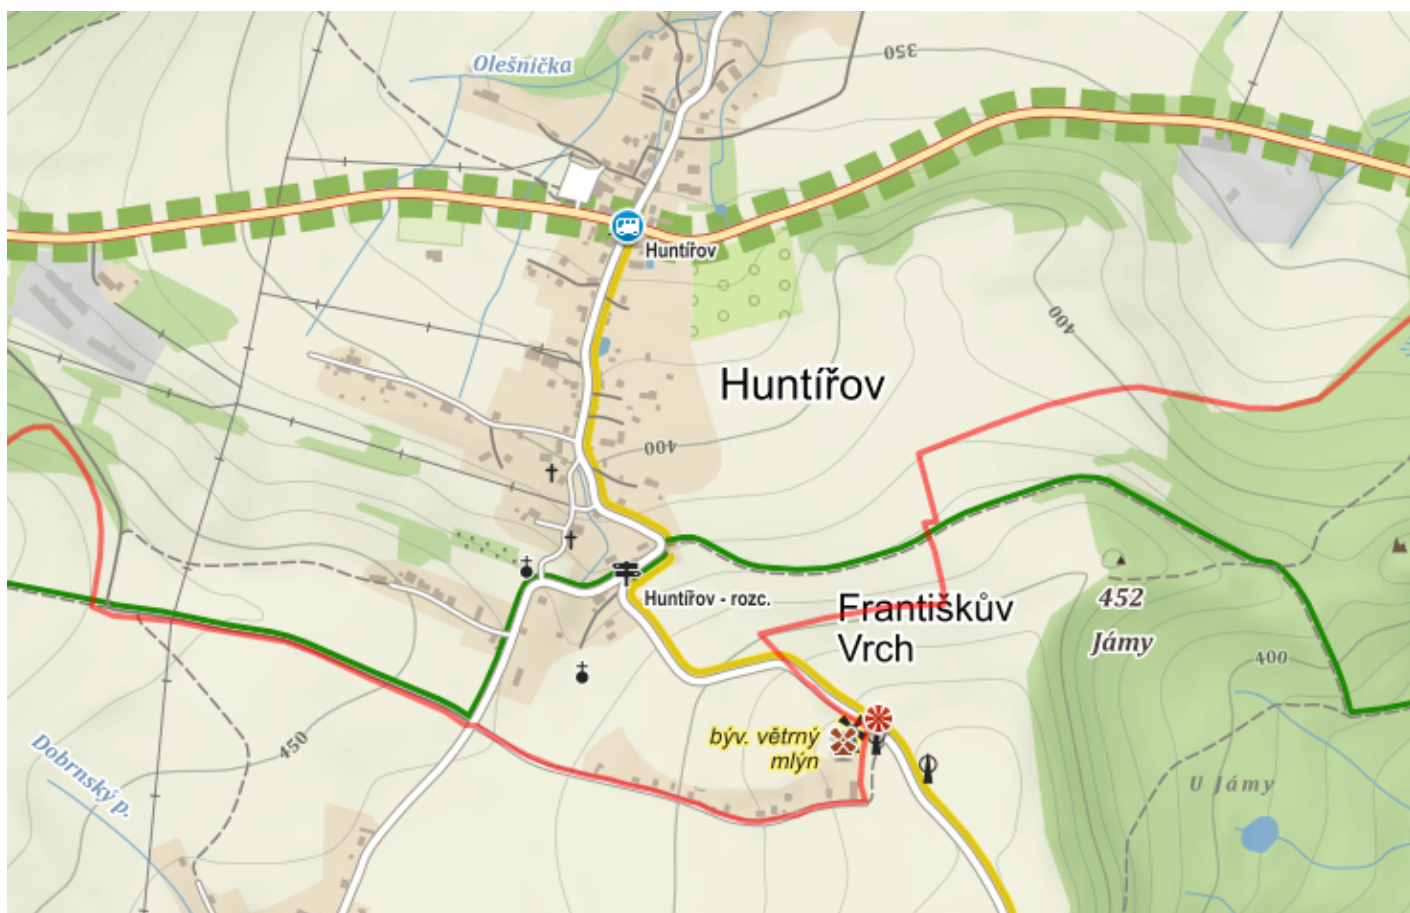 350
Olešnička
Huntířov
400
Huntířov
400
Huntířov - rozc.
Františkův
Vrch
452
Jámy
400
450
Dobrnský p.
býv. větrný
mlýn
U Jámy